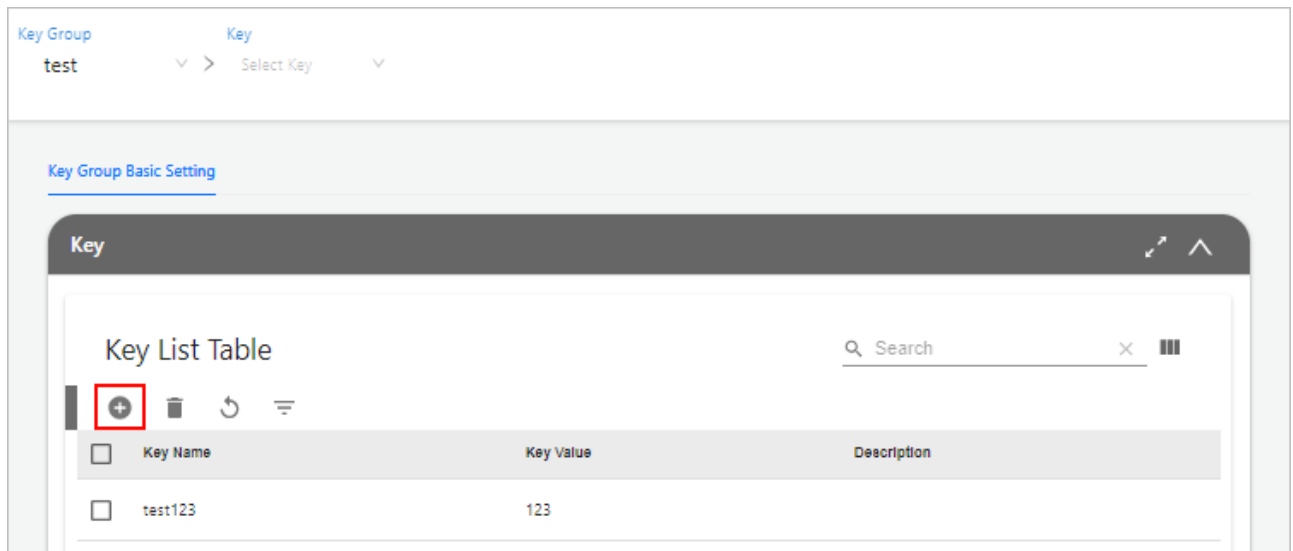 Key Group Key
test > Select Key
Key Group Basic Setting
Key
Key List Table Search
Key Name Key Value Description
test123 123